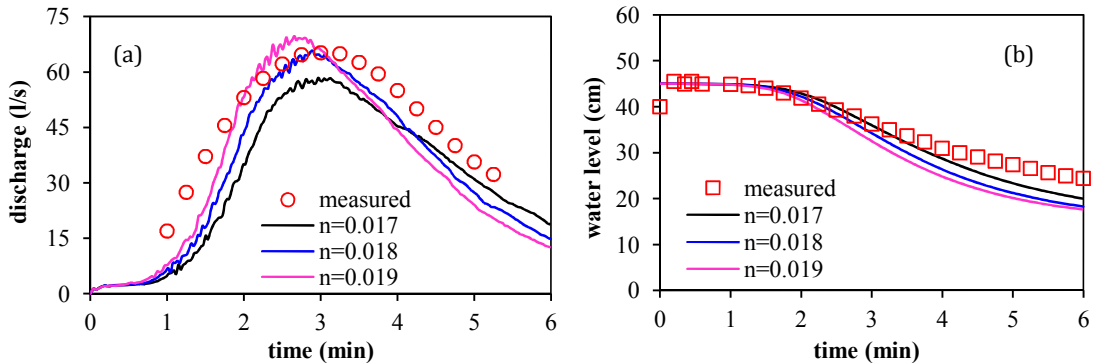 75
60
45
30
15
0
discharge (l/s)
(a)
measured
n=0.017
n=0.018
n=0.019
0 1 2 3 4 5 6
time (min)
60
50
40
30
20
10
0
water level (cm)
(b)
measured
n=0.017
n=0.018
n=0.019
0 1 2 3 4 5 6
time (min)